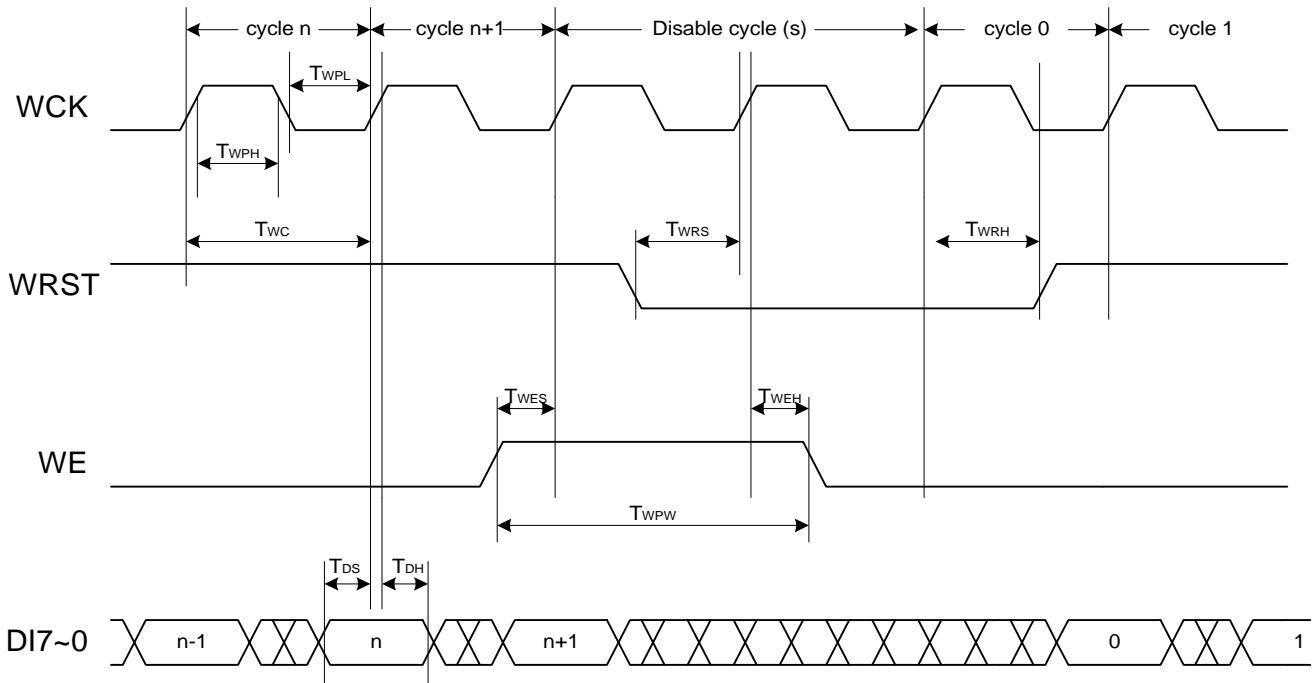 cycle n cycle n+1 Disable cycle (s) cycle 0 cycle 1
TWPL
WCK
TWPH
TWC TWRS TWRH
WRST
TWES TWEH
WE
TWPW
TDS TDH
DI7~0 n-1 n n+1 0 1